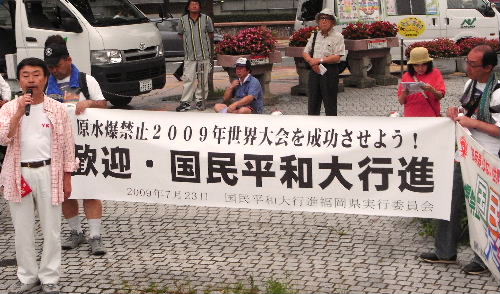 原水爆禁止2009年世界大会を成功させよう!
歓迎・国民平和大行進
2009年7月23日 国民平和大行進福岡県実行委員会